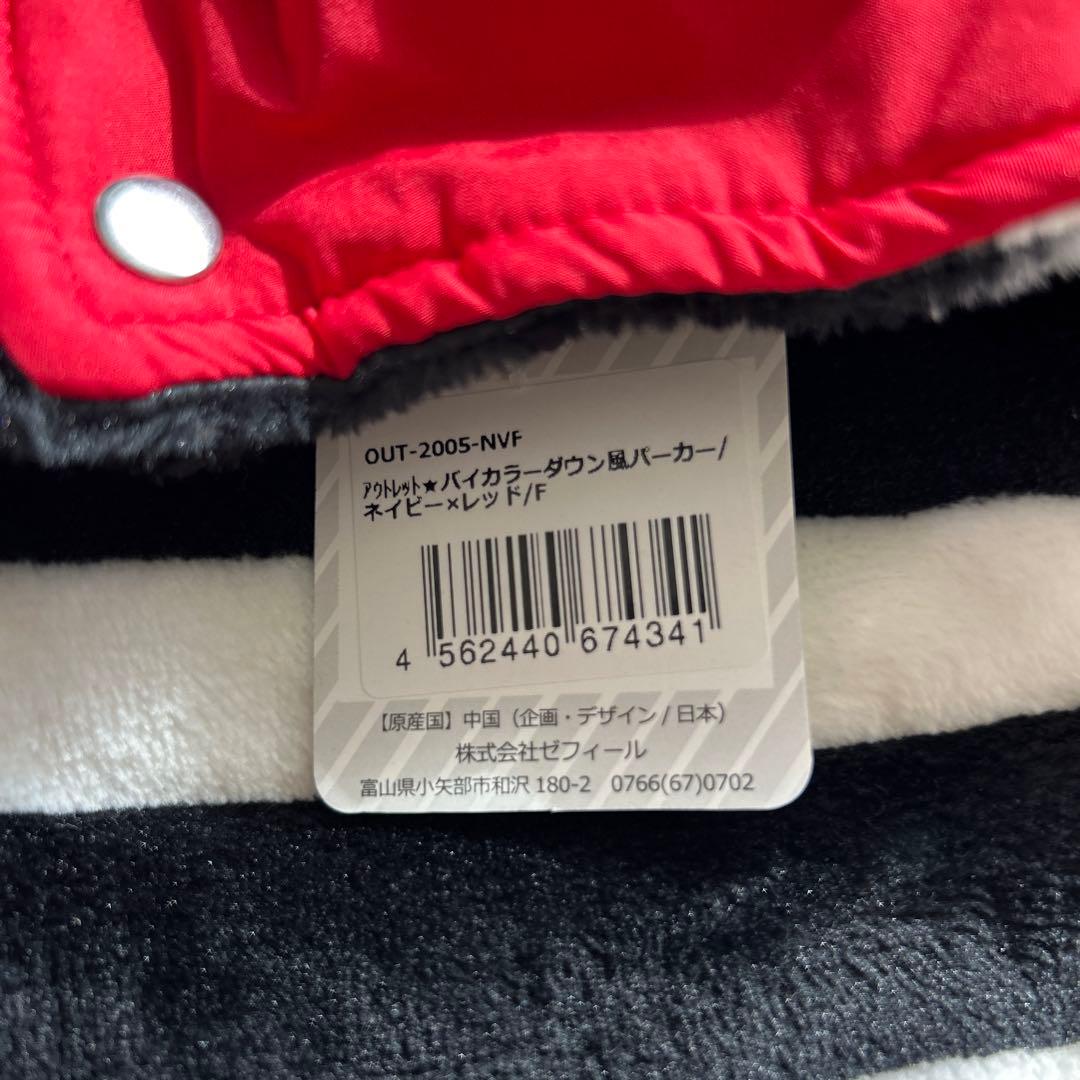 OUT-2005-NVF
ｱｳﾄﾚｯﾄ★バイカラーダウン風パーカー/
ネイビー×レッド/F
4 562440 674341
【原産国】中国（企画・デザイン / 日本）
株式会社ゼフィール
富山県小矢部市和沢 180-2 0766(67)0702